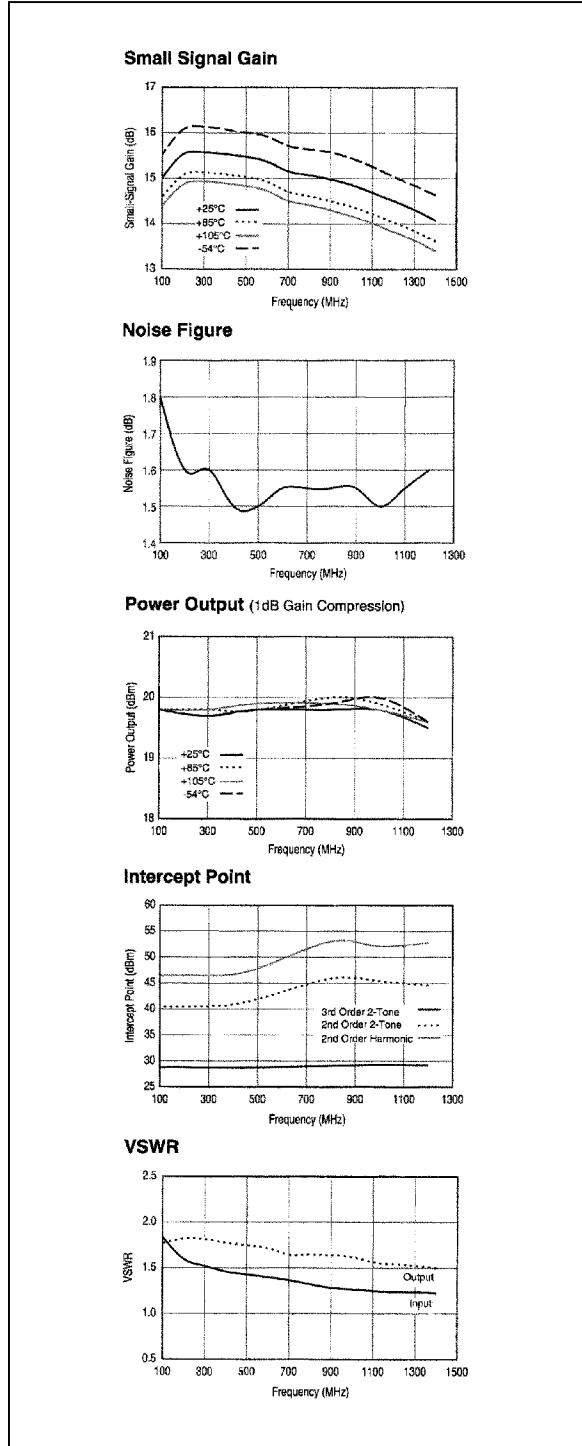 Small Signal Gain
17
16
15
14
13
Small-Signal Gain (dB)
+25°C
+85°C
+105°C
-54°C
100 300 500 700 900 1100 1300 1500
Frequency (MHz)
Noise Figure
1.9
1.8
1.7
1.6
1.5
1.4
Noise Figure (dB)
100 300 500 700 900 1100 1300
Frequency (MHz)
Power Output (1dB Gain Compression)
21
20
19
18
Power Output (dBm)
+25°C
+85°C
+105°C
-54°C
100 300 500 700 900 1100 1300
Frequency (MHz)
Intercept Point
60
55
50
45
40
35
30
25
Intercept Point (dBm)
3rd Order 2-Tone
2nd Order 2-Tone
2nd Order Harmonic
100 300 500 700 900 1100 1300
Frequency (MHz)
VSWR
2.5
2.0
1.5
1.0
0.5
VSWR
Output
Input
100 300 500 700 900 1100 1300 1500
Frequency (MHz)